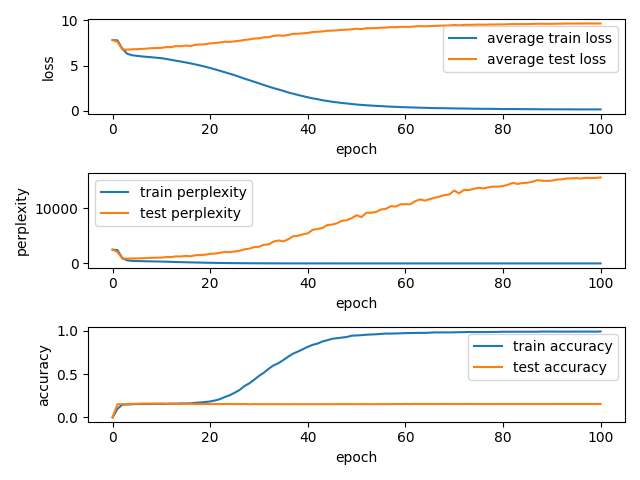 10
5
0
loss
average train loss
average test loss
0 20 40 60 80 100
epoch
10000
0
perplexity
train perplexity
test perplexity
0 20 40 60 80 100
epoch
1.0
0.5
0.0
accuracy
train accuracy
test accuracy
0 20 40 60 80 100
epoch